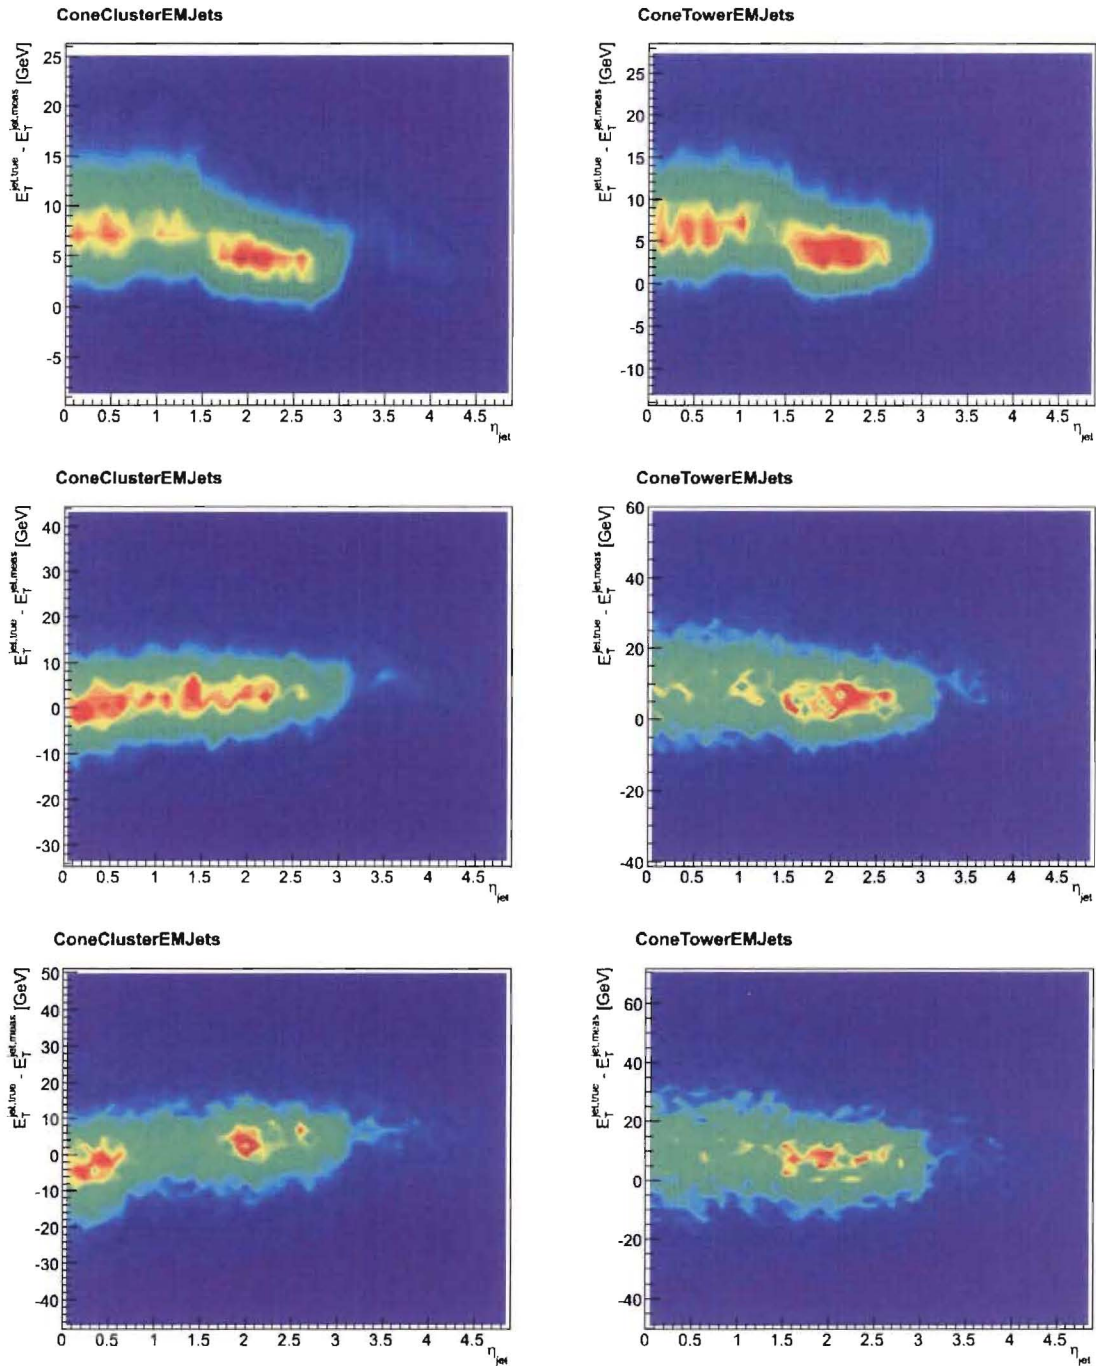 ConeClusterEMJets
E_T^jet,true - E_T^jet,meas [GeV]
25
20
15
10
5
0
-5
0 0.5 1 1.5 2 2.5 3 3.5 4 4.5
η_jet
ConeTowerEMJets
E_T^jet,true - E_T^jet,meas [GeV]
25
20
15
10
5
0
-5
-10
0 0.5 1 1.5 2 2.5 3 3.5 4 4.5
η_jet
ConeClusterEMJets
E_T^jet,true - E_T^jet,meas [GeV]
40
30
20
10
0
-10
-20
-30
0 0.5 1 1.5 2 2.5 3 3.5 4 4.5
η_jet
ConeTowerEMJets
E_T^jet,true - E_T^jet,meas [GeV]
60
40
20
0
-20
-40
0 0.5 1 1.5 2 2.5 3 3.5 4 4.5
η_jet
ConeClusterEMJets
E_T^jet,true - E_T^jet,meas [GeV]
50
40
30
20
10
0
-10
-20
-30
-40
0 0.5 1 1.5 2 2.5 3 3.5 4 4.5
η_jet
ConeTowerEMJets
E_T^jet,true - E_T^jet,meas [GeV]
60
40
20
0
-20
-40
0 0.5 1 1.5 2 2.5 3 3.5 4 4.5
η_jet